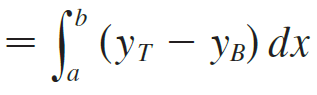 = ∫_a^b (y_T − y_B) dx